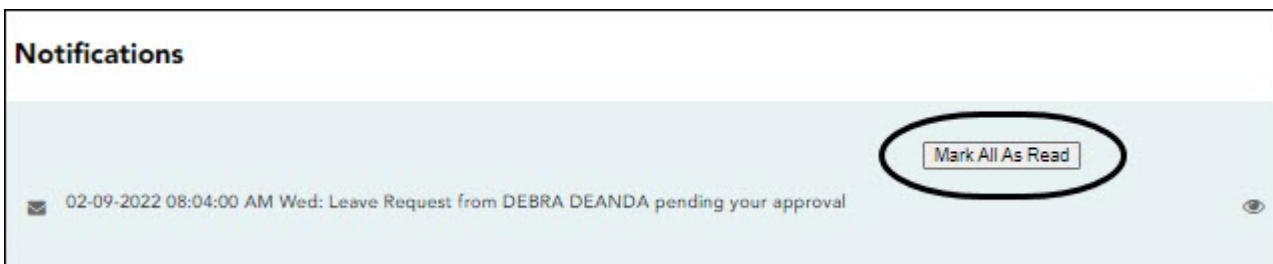 Notifications
Mark All As Read
02-09-2022 08:04:00 AM Wed: Leave Request from DEBRA DEANDA pending your approval